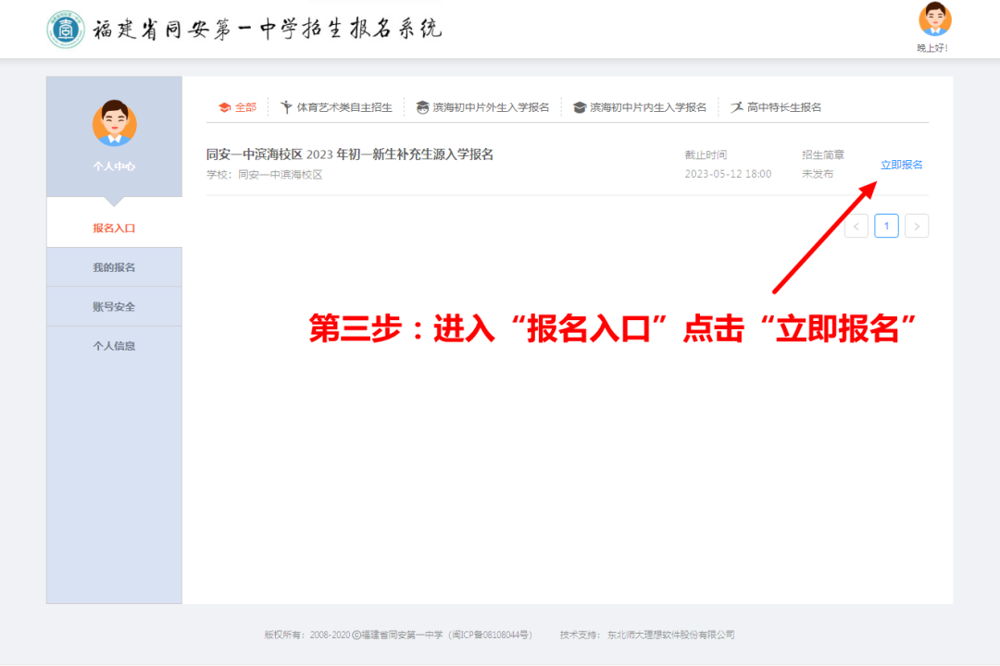 福建省同安第一中学招生报名系统
晚上好!
个人中心
报名入口
我的报名
账号安全
个人信息
全部 体育艺术类自主招生 滨海初中片外生入学报名 滨海初中片内生入学报名 高中特长生报名
同安一中滨海校区 2023 年初一新生补充生源入学报名
学校：同安一中滨海校区
截止时间
2023-05-12 18:00
招生简章
未发布
立即报名
< 1 >
第三步：进入“报名入口”点击“立即报名”
版权所有：2008-2020 ©福建省同安第一中学（闽ICP备08108044号） 技术支持：东北师大理想软件股份有限公司